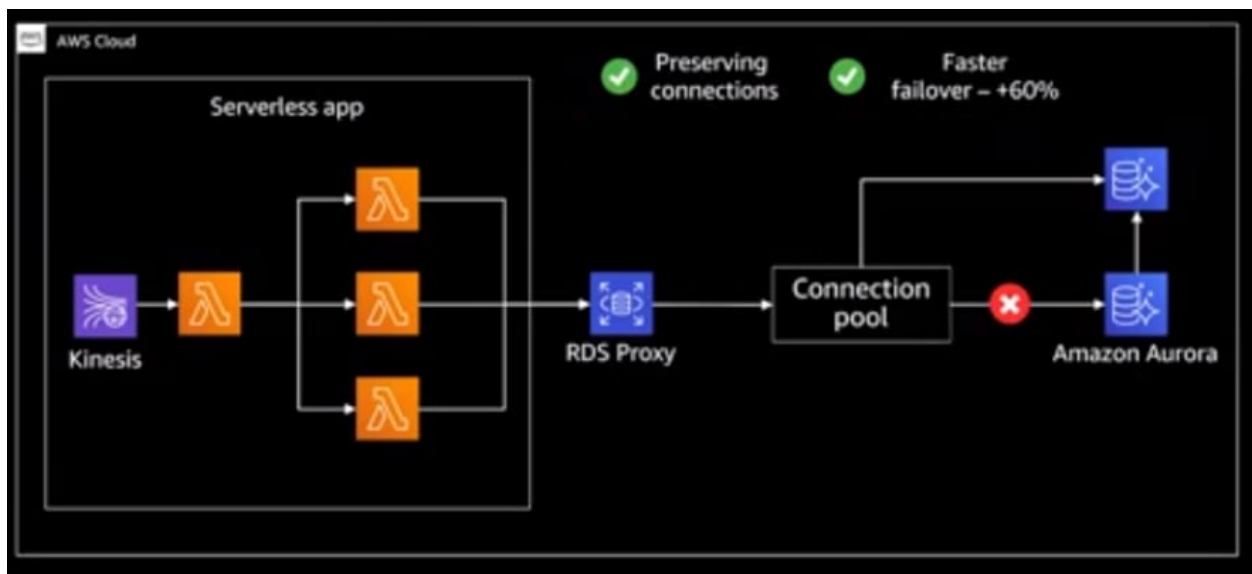 AWS Cloud
Preserving
connections
Faster
failover – +60%
Serverless app
Kinesis
RDS Proxy
Connection
pool
Amazon Aurora